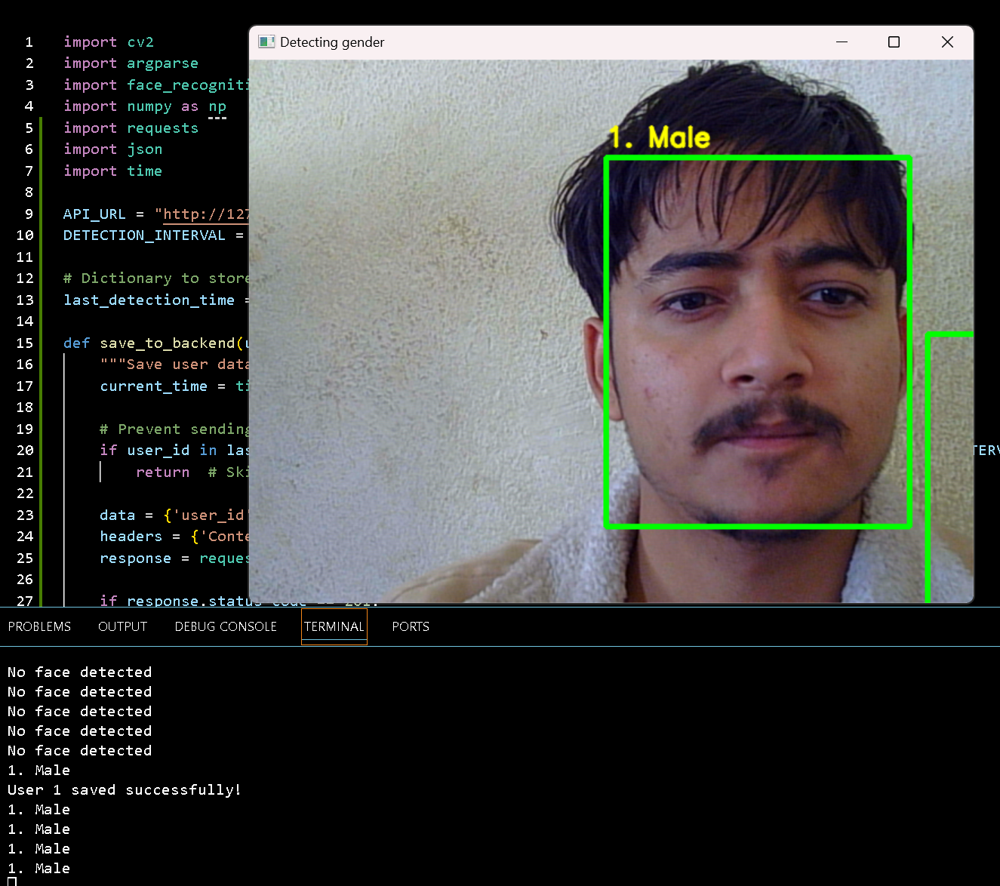 Detecting gender
1. Male
1 import cv2
2 import argparse
3 import face_recogniti
4 import numpy as np
5 import requests
6 import json
7 import time
8
9 API_URL = "http://127
10 DETECTION_INTERVAL =
11
12 # Dictionary to store
13 last_detection_time =
14
15 def save_to_backend(u
16 """Save user data
17 current_time = ti
18
19 # Prevent sending
20 if user_id in las TERV
21 return # Ski
22
23 data = {'user_id'
24 headers = {'Conte
25 response = reques
26
27 if response.status_code == 201:
PROBLEMS OUTPUT DEBUG CONSOLE TERMINAL PORTS
No face detected
No face detected
No face detected
No face detected
No face detected
1. Male
User 1 saved successfully!
1. Male
1. Male
1. Male
1. Male